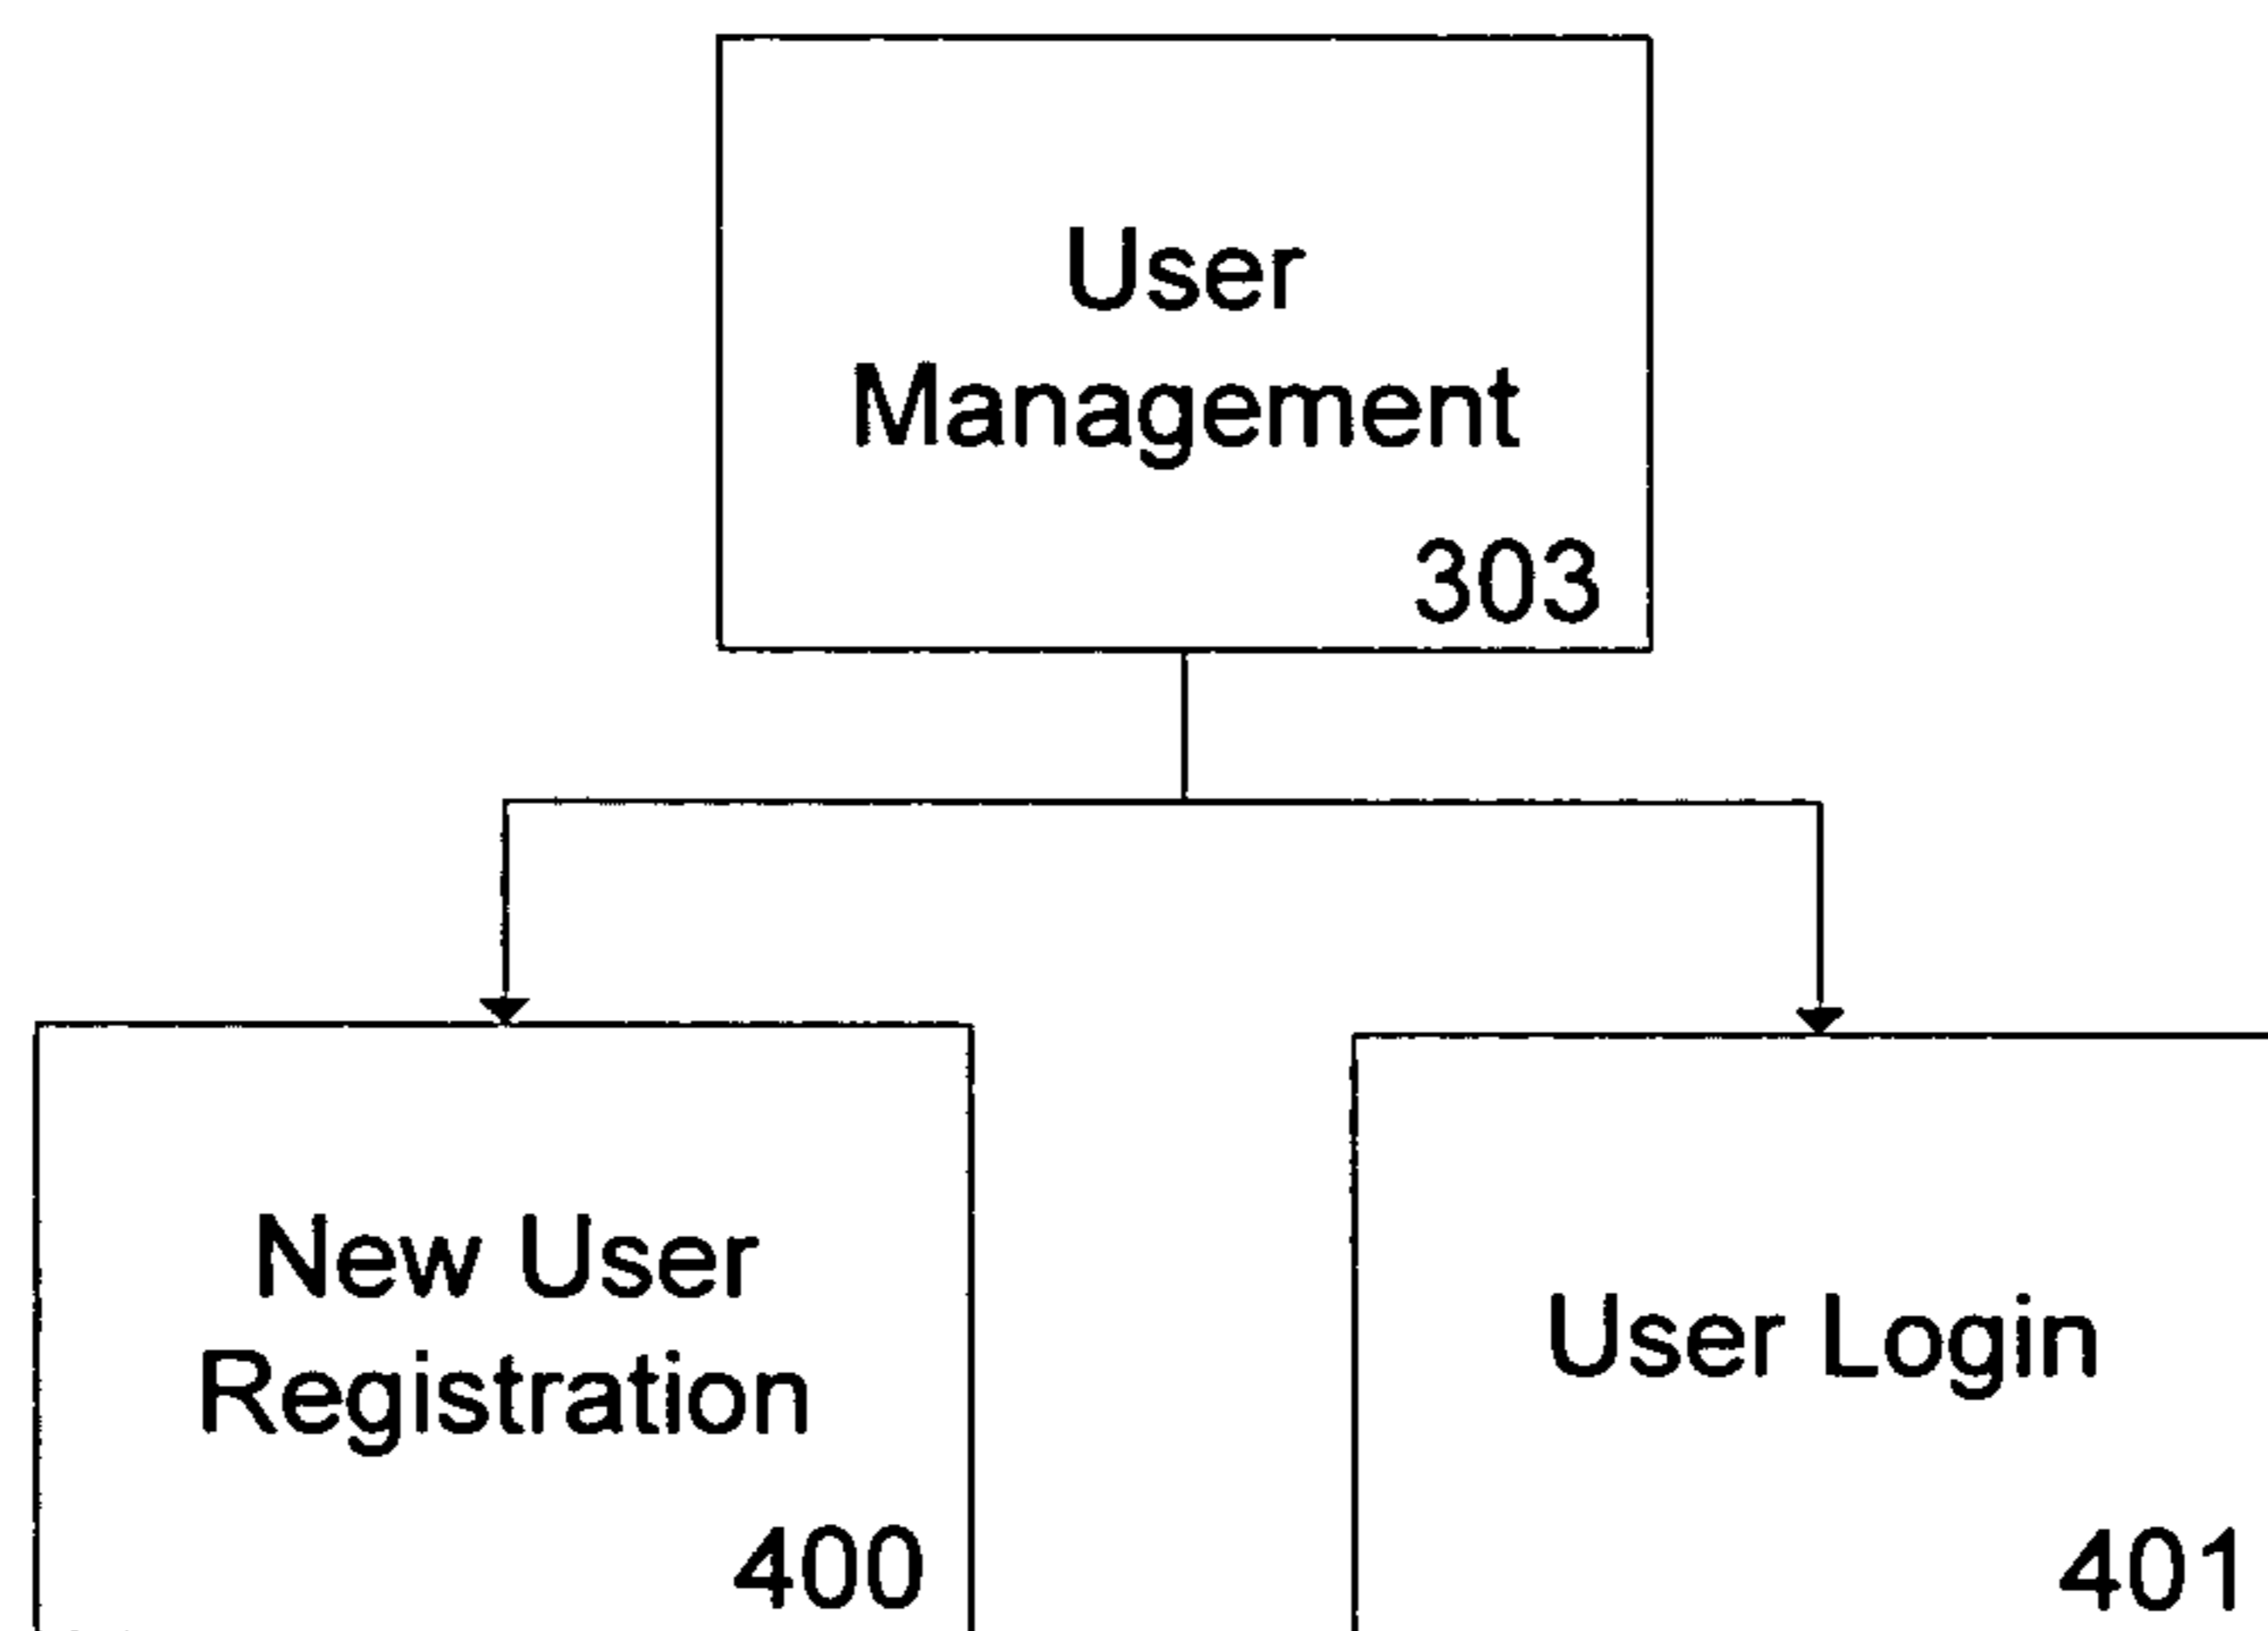 User
Management
303
New User
Registration
400
User Login
401